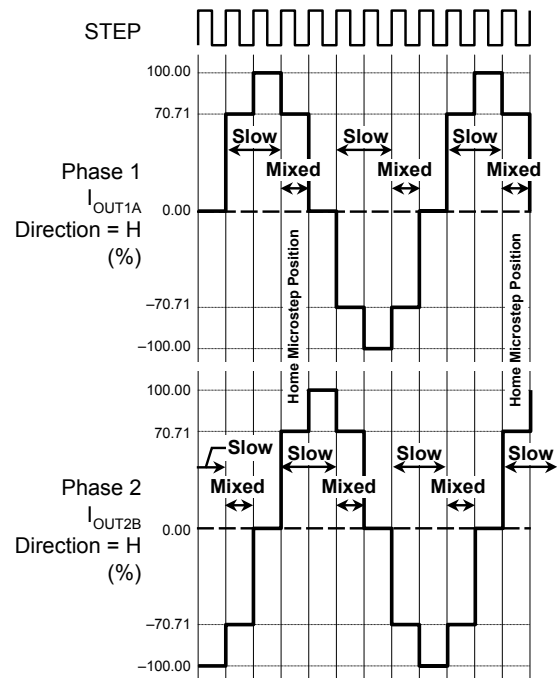 STEP
100.00
70.71
Slow
Slow
Slow
Mixed
Mixed
Mixed
Phase 1
IOUT1A
Direction = H
(%)
0.00
–70.71
–100.00
Home Microstep Position
Home Microstep Position
100.00
70.71
Slow
Slow
Slow
Slow
Mixed
Mixed
Mixed
Phase 2
IOUT2B
Direction = H
(%)
0.00
–70.71
–100.00